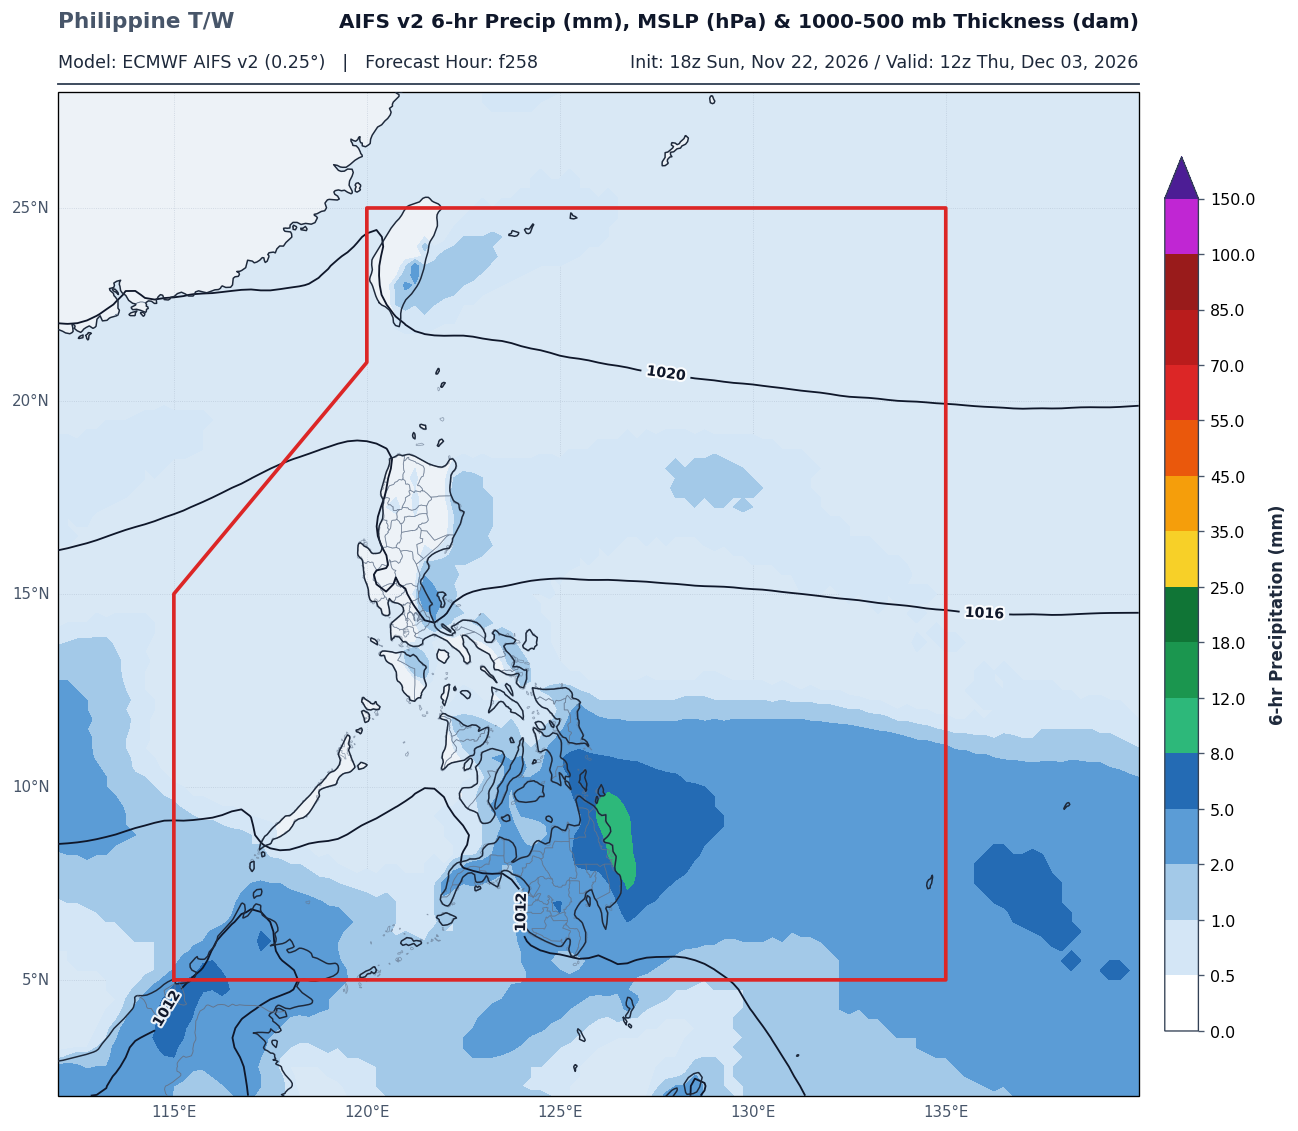 Philippine T/W
AIFS v2 6-hr Precip (mm), MSLP (hPa) & 1000-500 mb Thickness (dam)
Model: ECMWF AIFS v2 (0.25°) | Forecast Hour: f258
Init: 18z Sun, Nov 22, 2026 / Valid: 12z Thu, Dec 03, 2026
25°N
20°N
15°N
10°N
5°N
115°E
120°E
125°E
130°E
135°E
1020
1016
1012
1012
150.0
100.0
85.0
70.0
55.0
45.0
35.0
25.0
18.0
12.0
8.0
5.0
2.0
1.0
0.5
0.0
6-hr Precipitation (mm)